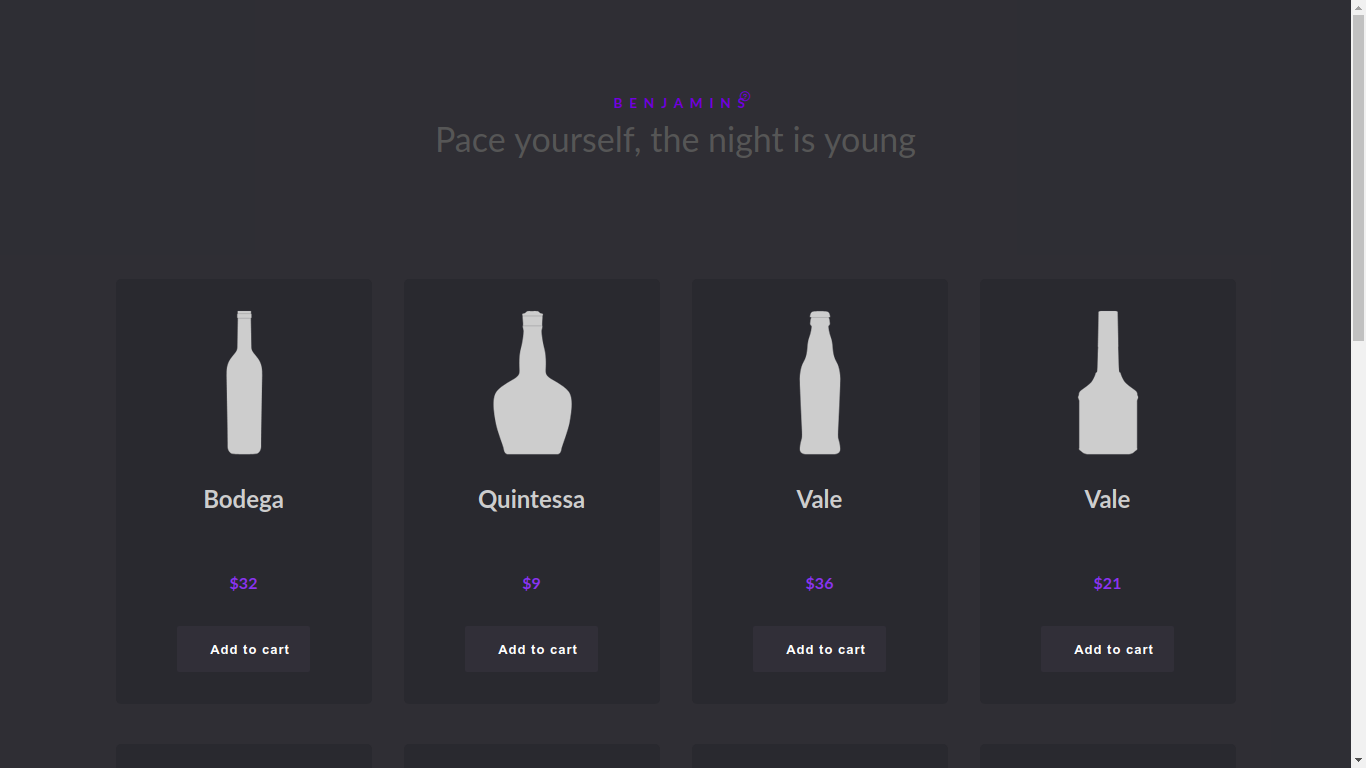 BENJAMINS
Pace yourself, the night is young
Bodega
Quintessa
Vale
Vale
$32
$9
$36
$21
Add to cart
Add to cart
Add to cart
Add to cart